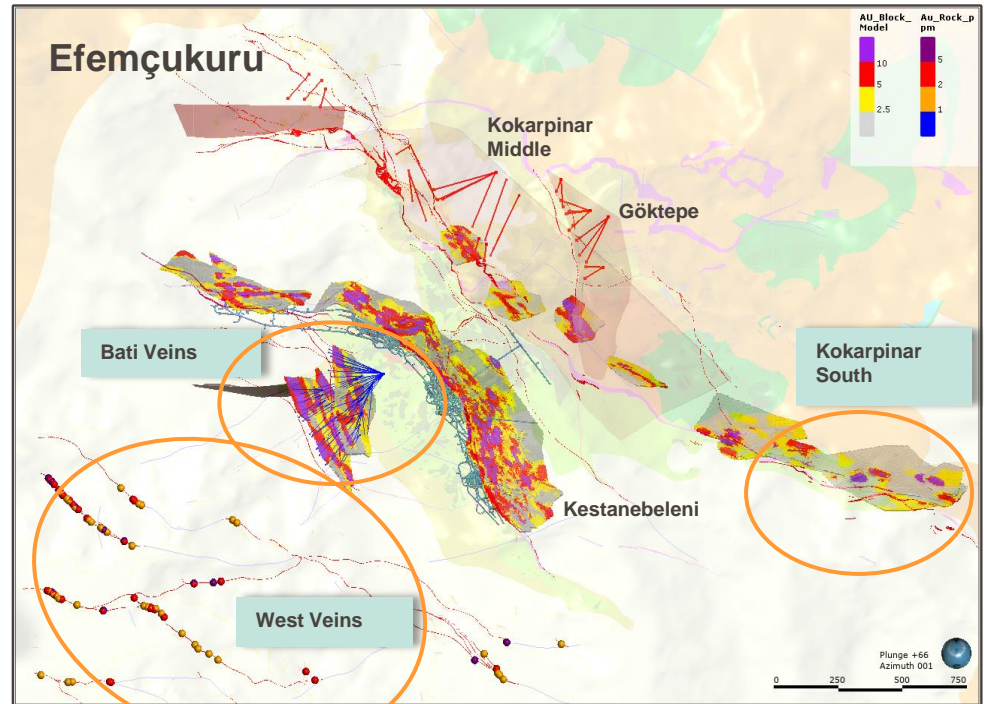 Efemçukuru
AU_Block_
Model
10
5
2.5
Au_Rock_p
pm
5
2
1
Kokarpinar
Middle
Göktepe
Bati Veins
Kokarpinar
South
Kestanebeleni
West Veins
Plunge +66
Azimuth 001
0 250 500 750